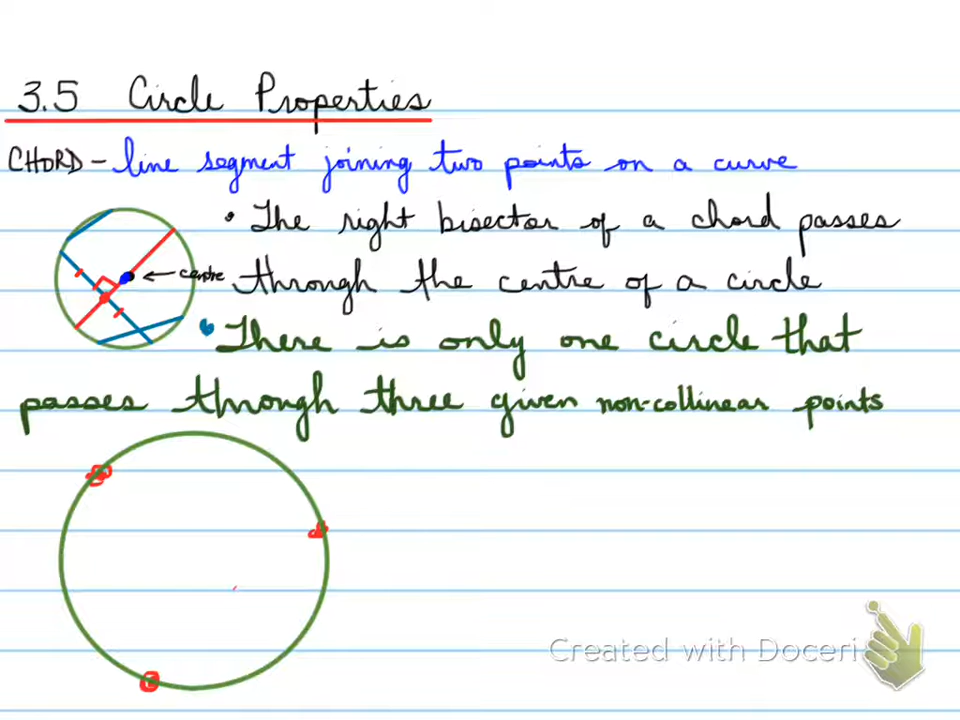 3.5 Circle Properties
CHORD - line segment joining two points on a curve
• The right bisector of a chord passes
← centre
through the centre of a circle
• There is only one circle that
passes through three given non-collinear points
Created with Doceri